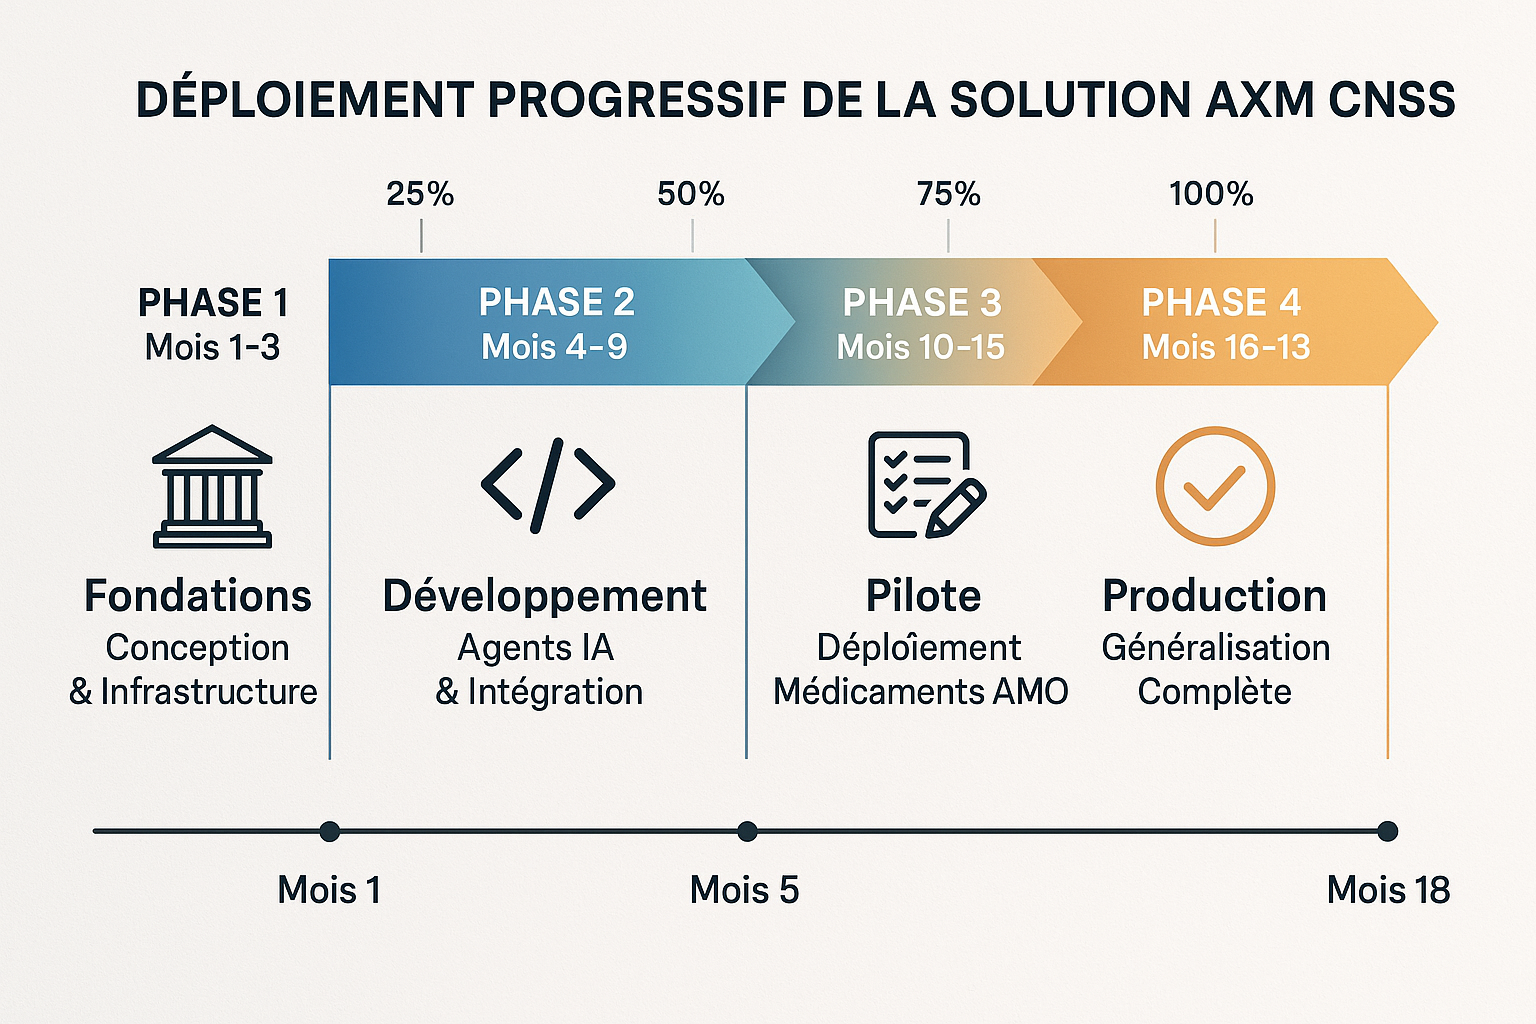 DÉPLOIEMENT PROGRESSIF DE LA SOLUTION AXM CNSS
25%
50%
75%
100%
PHASE 1
Mois 1-3
PHASE 2
Mois 4-9
PHASE 3
Mois 10-15
PHASE 4
Mois 16-13
Fondations
Conception
& Infrastructure
Développement
Agents IA
& Intégration
Pilote
Déploîement
Médicaments AMO
Production
Généralisation
Complète
Mois 1
Mois 5
Mois 18